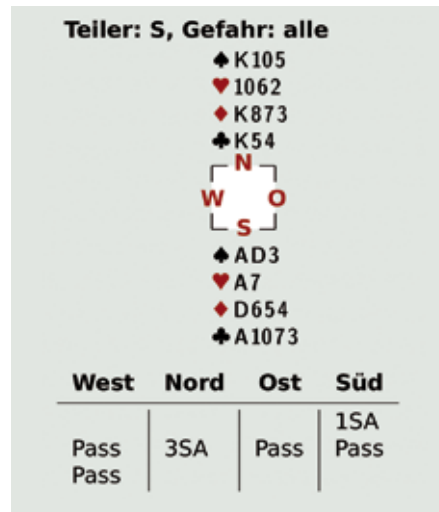 Teiler: S, Gefahr: alle
♠ K105
♥ 1062
♦ K873
♣ K54
N
W O
S
♠ AD3
♥ A7
♦ D654
♣ A1073
West Nord Ost Süd
1SA
Pass 3SA Pass Pass
Pass